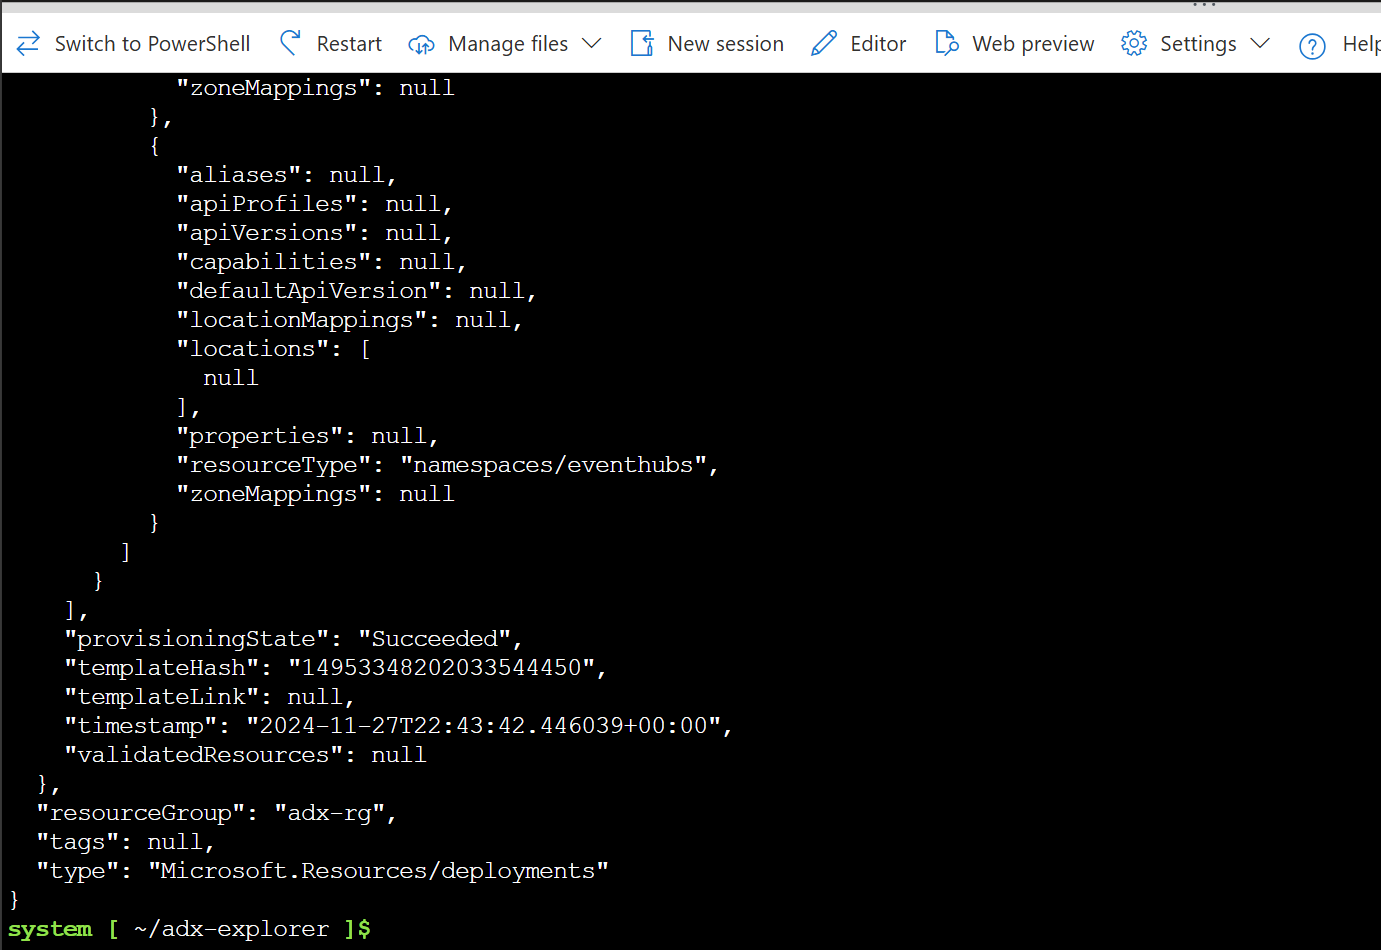 Switch to PowerShell Restart Manage files New session Editor Web preview Settings Help
"zoneMappings": null
},
{
"aliases": null,
"apiProfiles": null,
"apiVersions": null,
"capabilities": null,
"defaultApiVersion": null,
"locationMappings": null,
"locations": [
null
],
"properties": null,
"resourceType": "namespaces/eventhubs",
"zoneMappings": null
}
]
}
],
"provisioningState": "Succeeded",
"templateHash": "14953348202033544450",
"templateLink": null,
"timestamp": "2024-11-27T22:43:42.446039+00:00",
"validatedResources": null
},
"resourceGroup": "adx-rg",
"tags": null,
"type": "Microsoft.Resources/deployments"
}
system [ ~/adx-explorer ]$